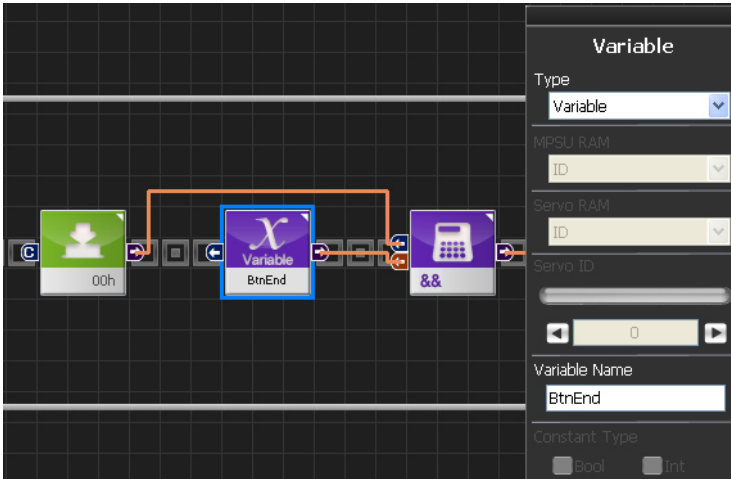 Variable
Type
Variable
MPSU RAM
ID
Servo RAM
ID
Servo ID
0
Variable Name
BtnEnd
Constant Type
Bool Int
C
00h
x
Variable
BtnEnd
&&